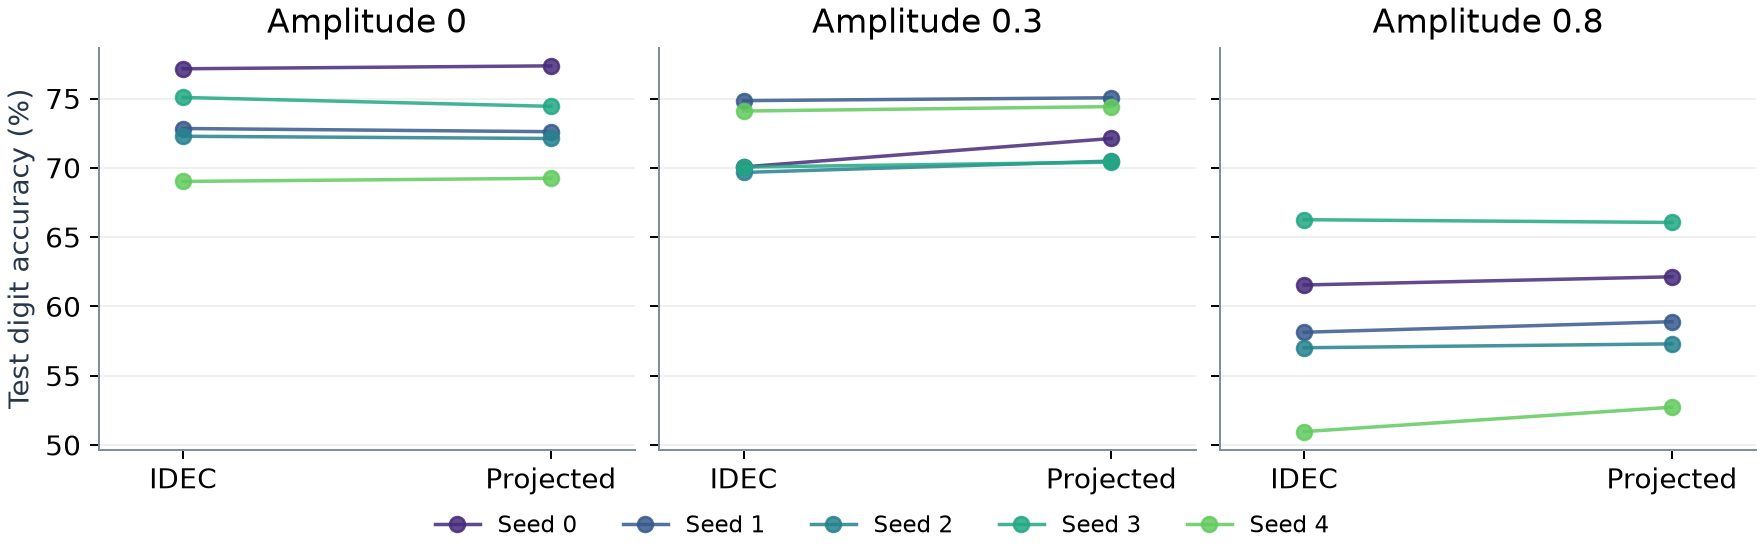 Amplitude 0
Amplitude 0.3
Amplitude 0.8
Test digit accuracy (%)
75
70
65
60
55
50
IDEC
Projected
IDEC
Projected
IDEC
Projected
Seed 0
Seed 1
Seed 2
Seed 3
Seed 4